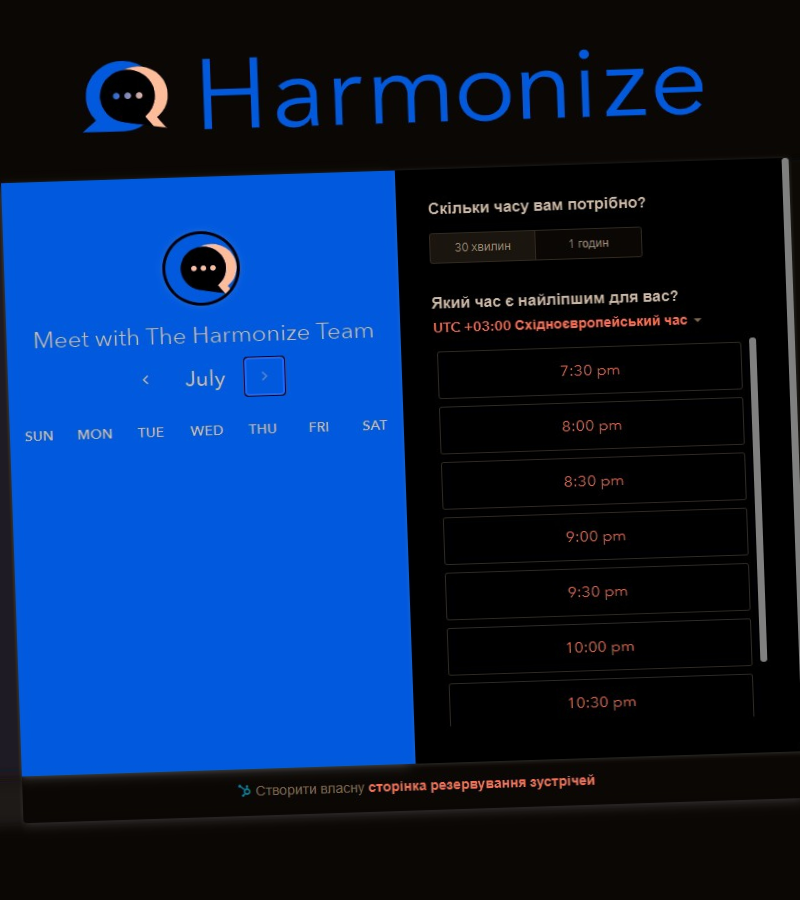 Harmonize
Meet with The Harmonize Team
July
SUN MON TUE WED THU FRI SAT
Скільки часу вам потрібно?
30 хвилин 1 годин
Який час є найліпшим для вас?
UTC +03:00 Східноєвропейський час
7:30 pm
8:00 pm
8:30 pm
9:00 pm
9:30 pm
10:00 pm
10:30 pm
Створити власну сторінка резервування зустрічей